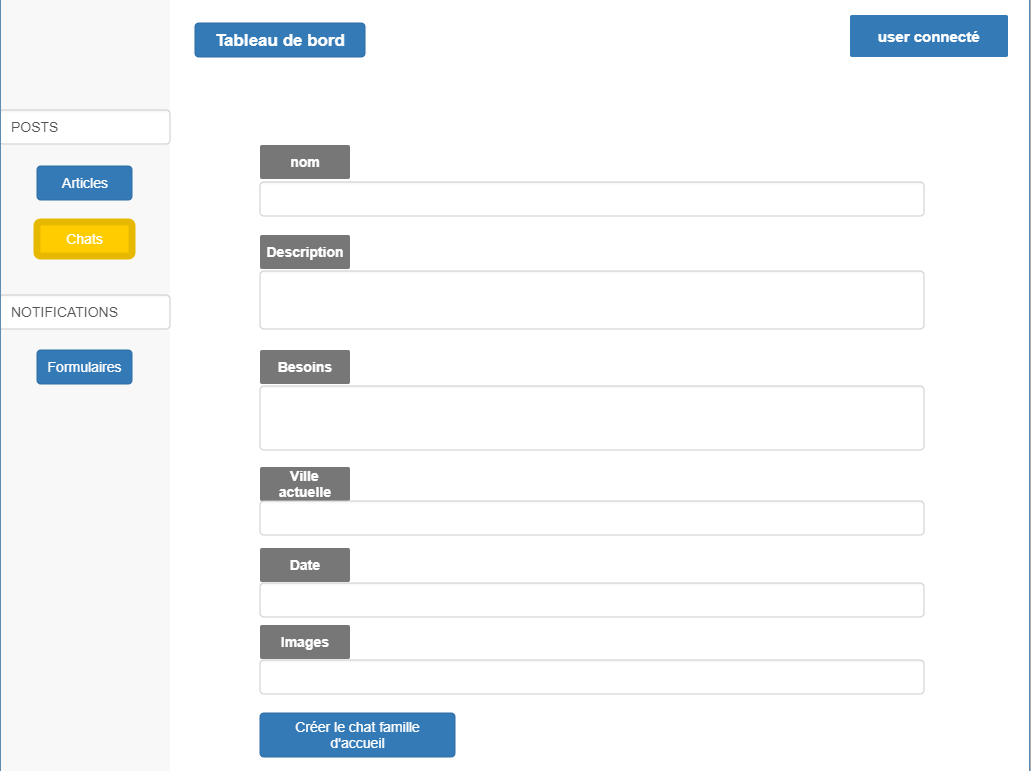 Tableau de bord
user connecté
POSTS
Articles
Chats
NOTIFICATIONS
Formulaires
nom
Description
Besoins
Ville
actuelle
Date
Images
Créer le chat famille
d'accueil